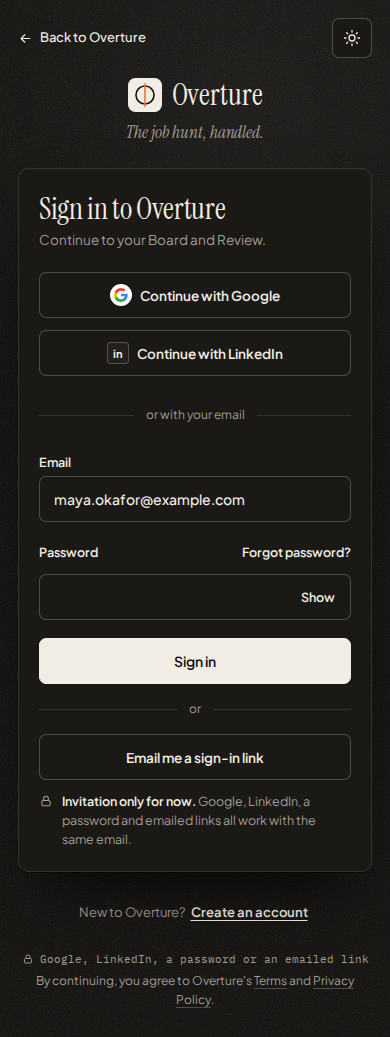 ← Back to Overture
Overture
The job hunt, handled.
Sign in to Overture
Continue to your Board and Review.
Continue with Google
in Continue with LinkedIn
or with your email
Email
maya.okafor@example.com
Password Forgot password?
Show
Sign in
or
Email me a sign-in link
Invitation only for now. Google, LinkedIn, a
password and emailed links all work with the
same email.
New to Overture? Create an account
Google, LinkedIn, a password or an emailed link
By continuing, you agree to Overture's Terms and Privacy
Policy.